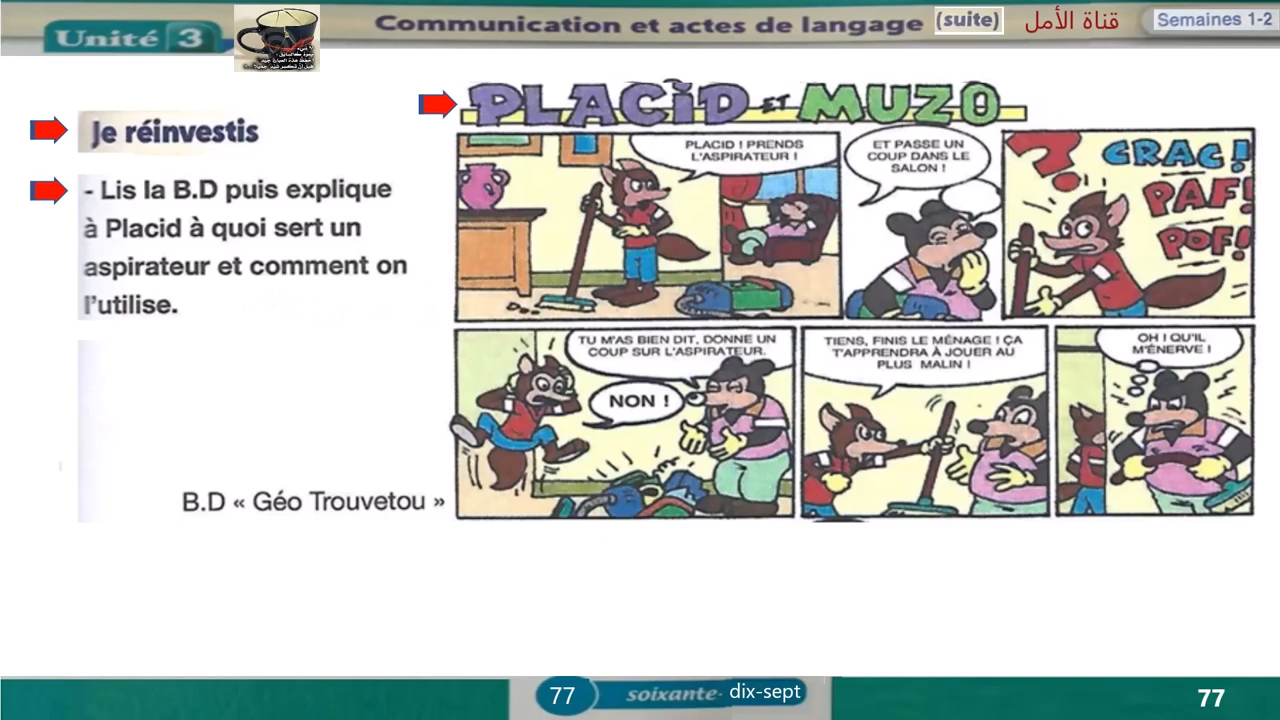 Unité 3
Communication et actes de langage (suite)
قناة الأمل
Semaines 1-2
Je réinvestis
- Lis la B.D puis explique
à Placid à quoi sert un
aspirateur et comment on
l'utilise.
B.D « Géo Trouvetou »
PLACID ET MUZO
PLACID ! PRENDS
L'ASPIRATEUR !
ET PASSE UN
COUP DANS LE
SALON !
?
CRAC!
PAF!
POF!
TU M'AS BIEN DIT, DONNE UN
COUP SUR L'ASPIRATEUR.
NON !
TIENS, FINIS LE MÉNAGE ! ÇA
T'APPRENDRA À JOUER AU
PLUS MALIN !
OH ! QU'IL
M'ÉNERVE !
77 soixante- dix-sept
77